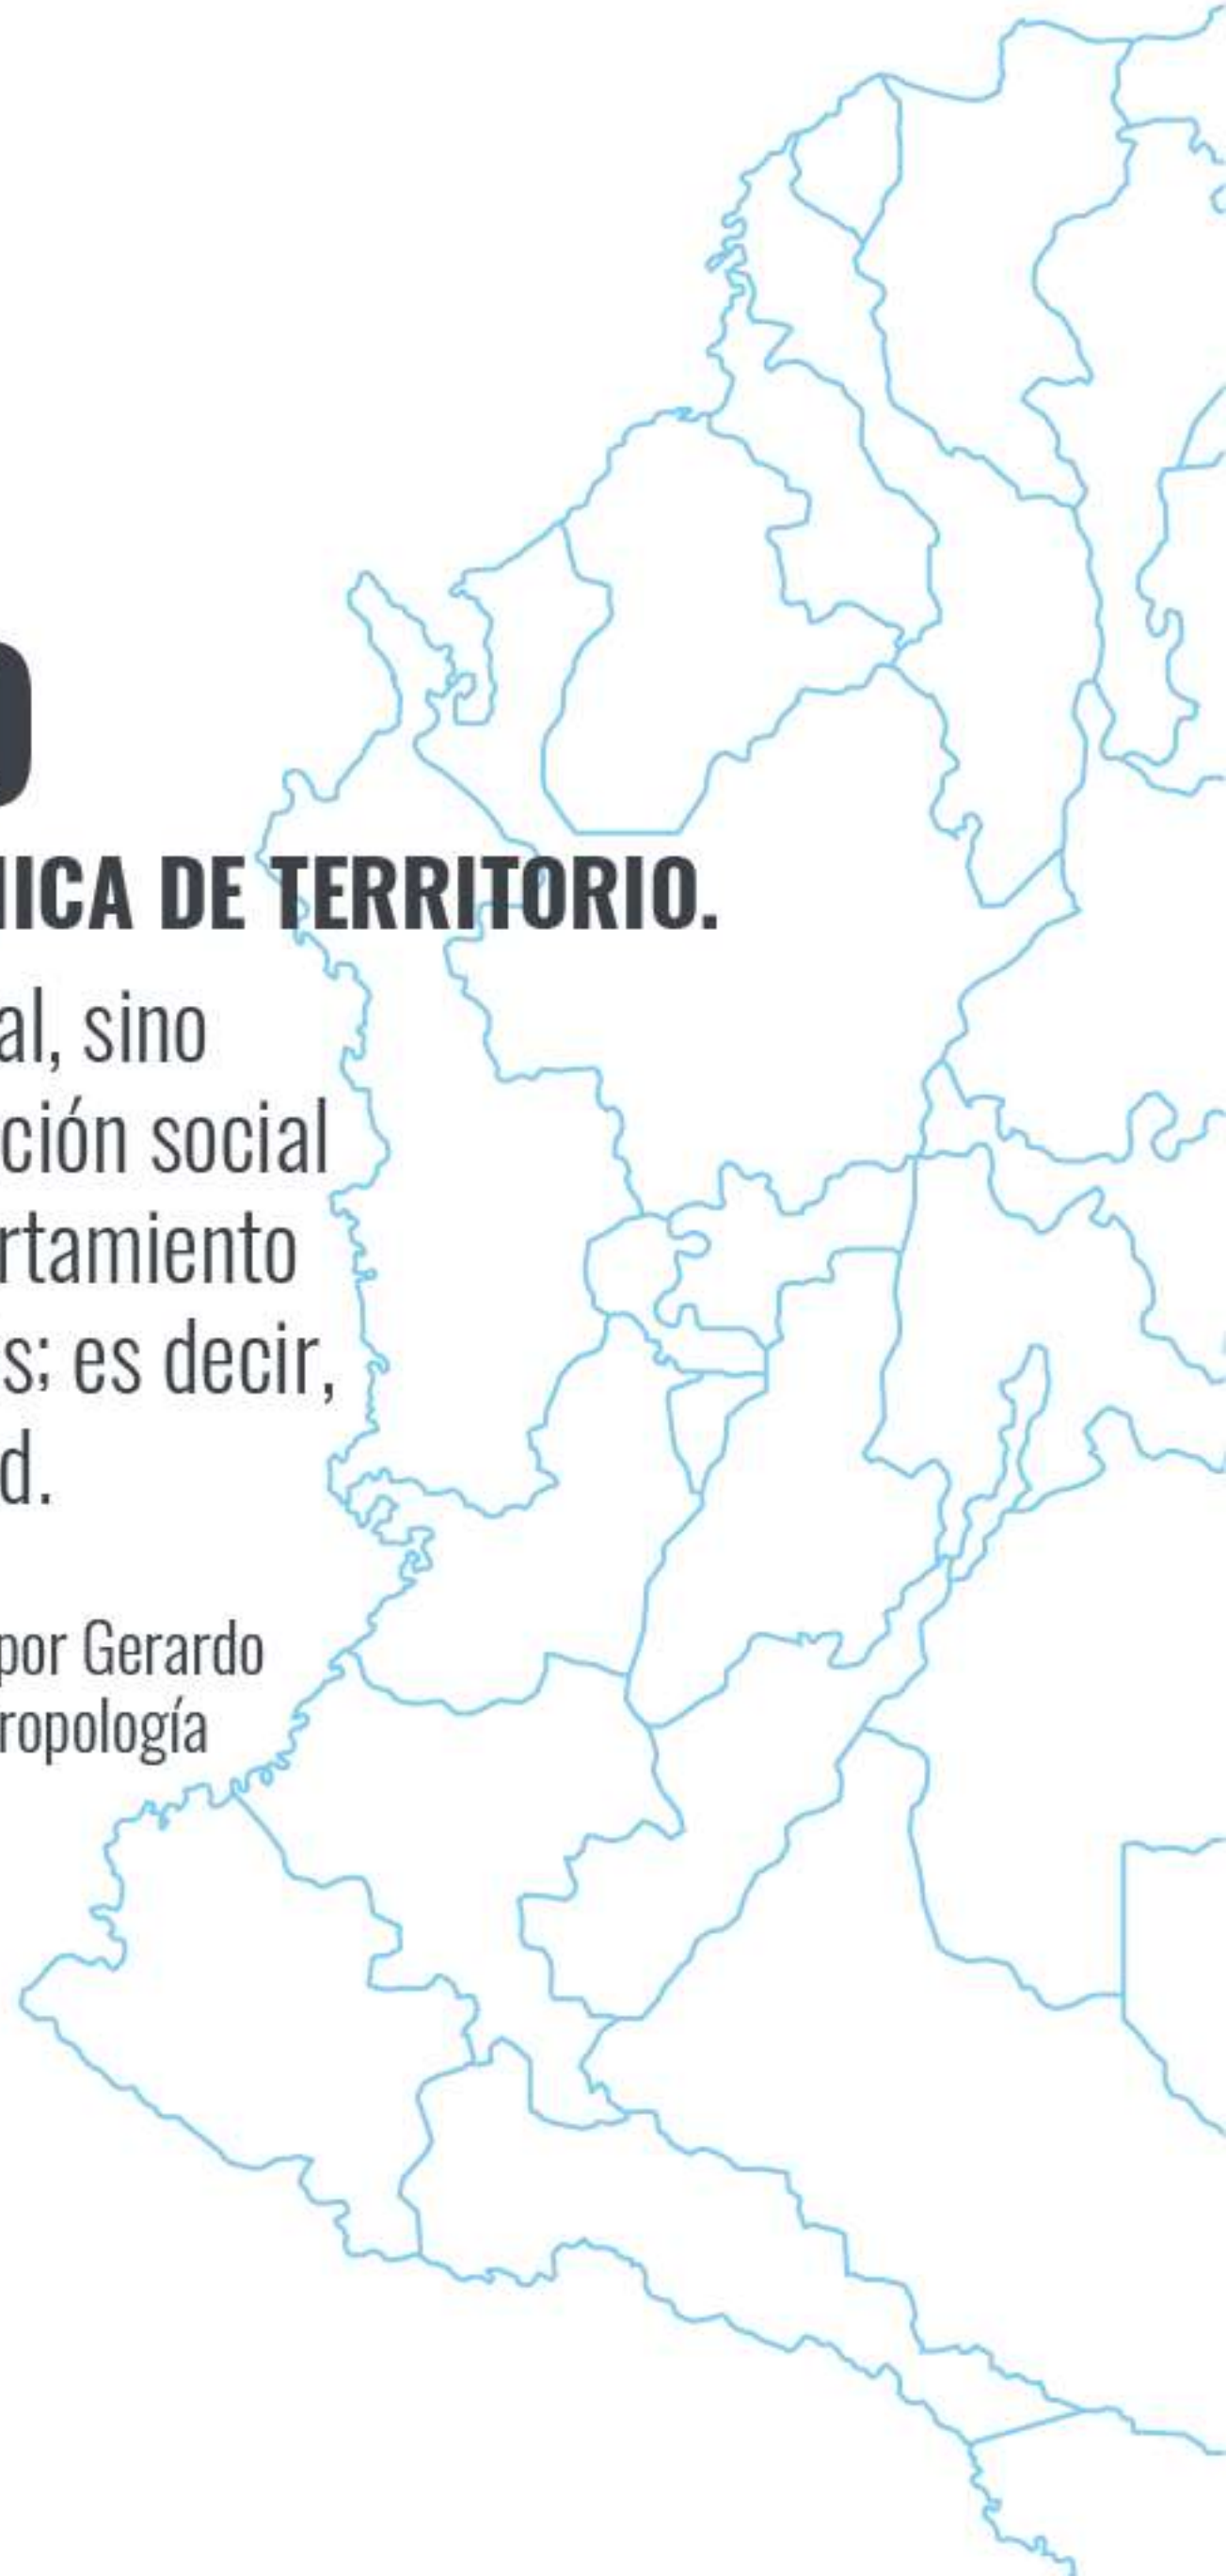 ICA DE TERRITORIO.
al, sino
ción social
rtamiento
s; es decir,
d.
por Gerardo
ropología